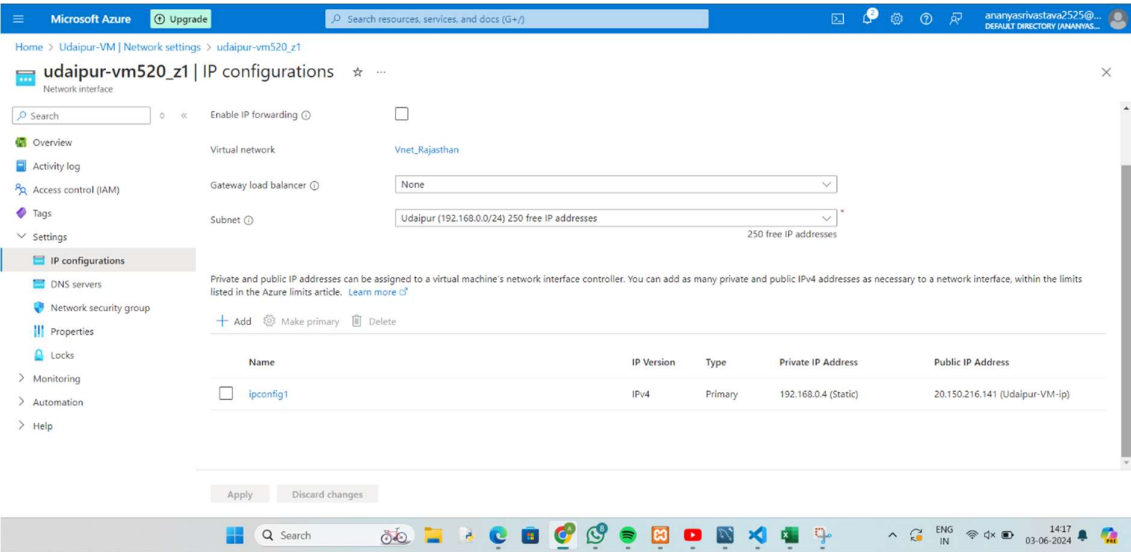 Microsoft Azure
Upgrade
Search resources, services, and docs (G+/)
2
ananyasrivastava2525@...
DEFAULT DIRECTORY (ANANYAS...
Home > Udaipur-VM | Network settings > udaipur-vm520_z1
udaipur-vm520_z1 | IP configurations
Network interface
Search
Overview
Activity log
Access control (IAM)
Tags
Settings
IP configurations
DNS servers
Network security group
Properties
Locks
Monitoring
Automation
Help
Enable IP forwarding
Virtual network
Vnet_Rajasthan
Gateway load balancer
None
Subnet
Udaipur (192.168.0.0/24) 250 free IP addresses
*
250 free IP addresses
Private and public IP addresses can be assigned to a virtual machine's network interface controller. You can add as many private and public IPv4 addresses as necessary to a network interface, within the limits
listed in the Azure limits article. Learn more
Add Make primary Delete
Name IP Version Type Private IP Address Public IP Address
ipconfig1 IPv4 Primary 192.168.0.4 (Static) 20.150.216.141 (Udaipur-VM-ip)
Apply Discard changes
Search
ENG
IN
14:17
03-06-2024